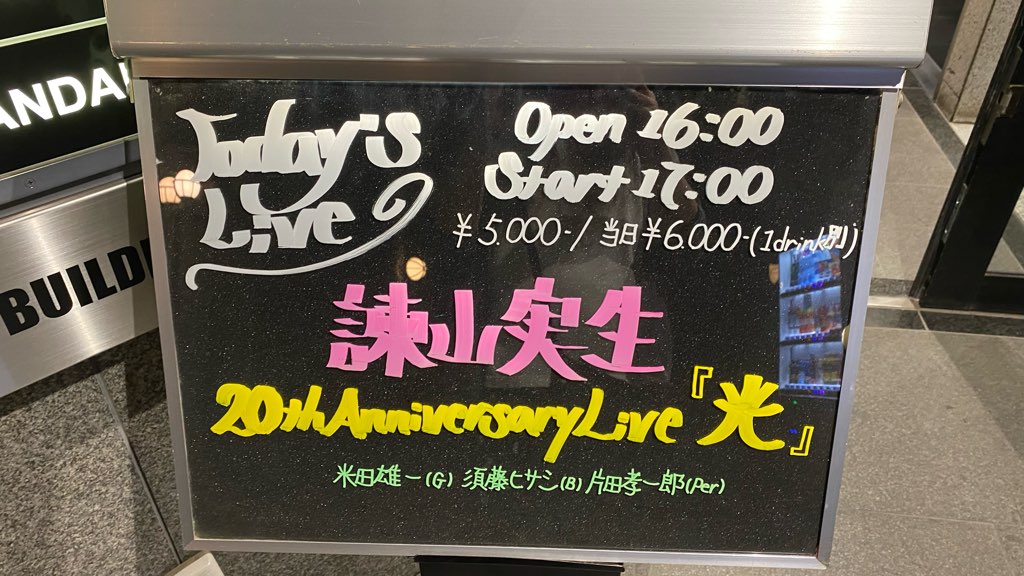 ANDA
BUILD
Today's
Live
Open 16:00
Start 17:00
¥5.000-/当日¥6.000-(1drink別)
諫山実生
20th Anniversary Live『光』
米田雄一(G) 須藤ヒサシ(B) 片田孝一郎(Per)